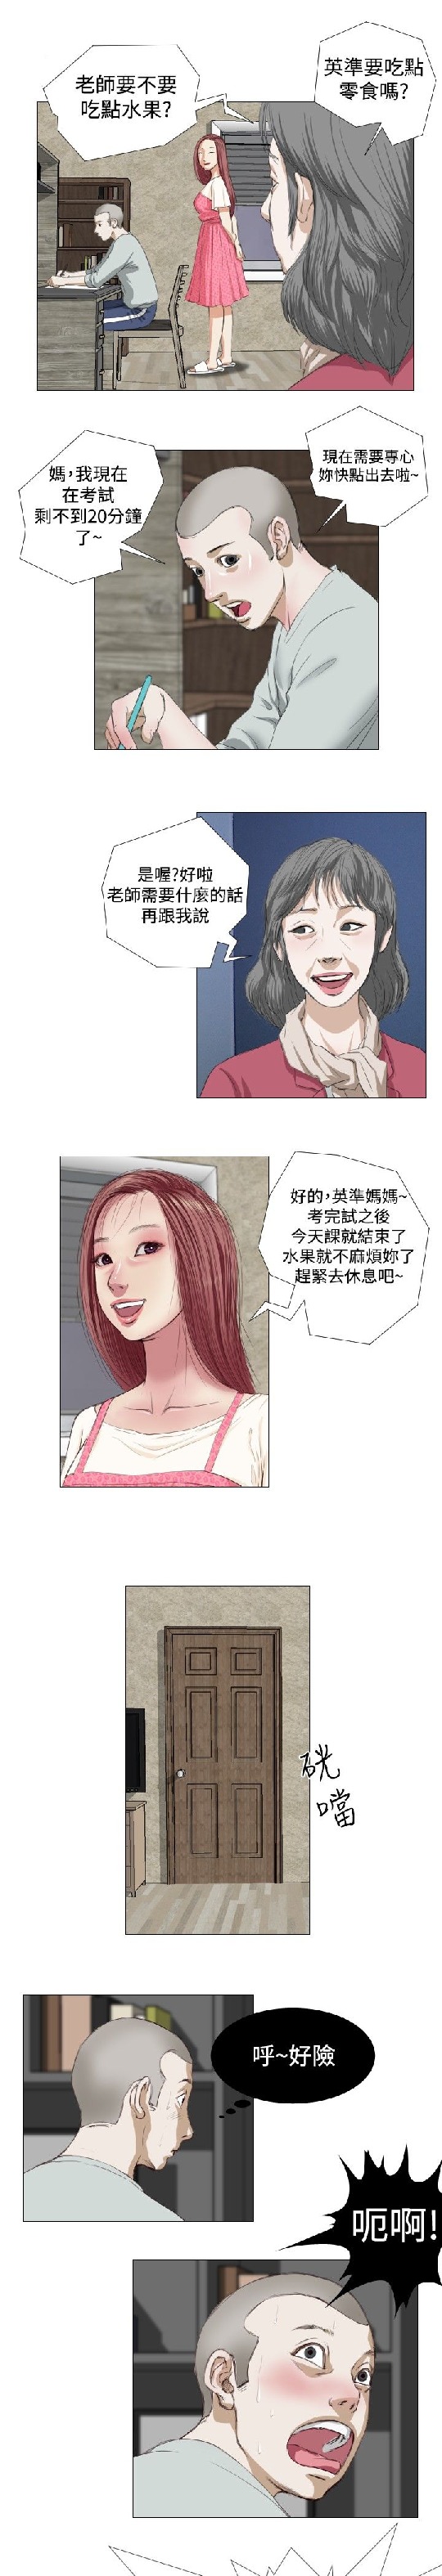 英準要吃點
零食嗎?
老師要不要
吃點水果?
現在需要專心
妳快點出去啦~
媽，我現在
在考試
剩不到20分鐘
了~
是喔?好啦
老師需要什麼的話
再跟我說
好的，英準媽媽~
考完試之後
今天課就結束了
水果就不麻煩妳了
趕緊去休息吧~
硄
噹
呼~好險
呃啊!